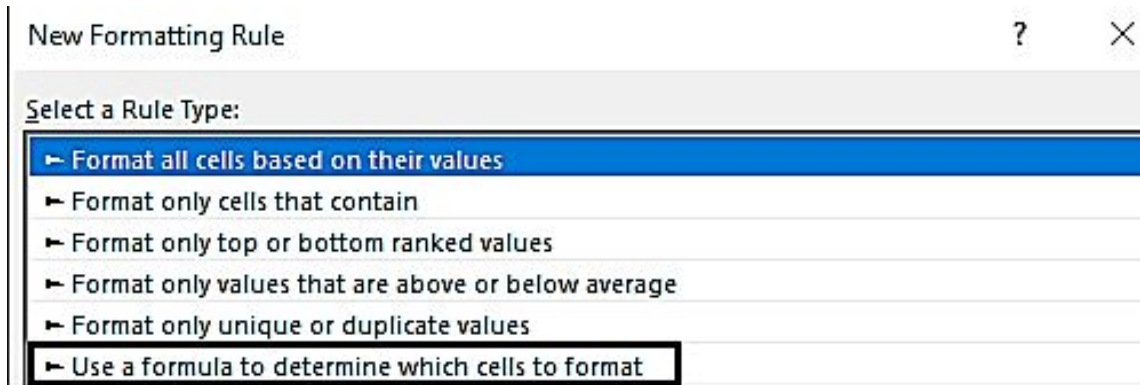 New Formatting Rule ? ×
Select a Rule Type:
► Format all cells based on their values
► Format only cells that contain
► Format only top or bottom ranked values
► Format only values that are above or below average
► Format only unique or duplicate values
► Use a formula to determine which cells to format